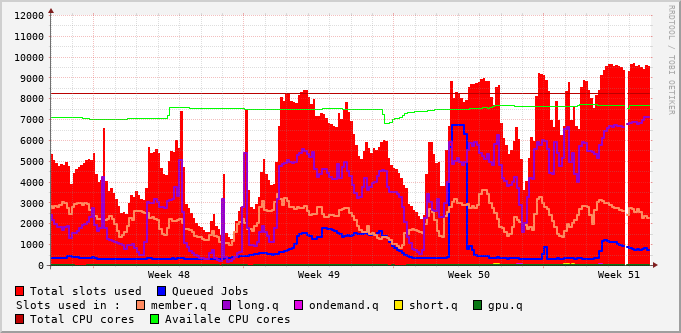 12000
11000
10000
9000
8000
7000
6000
5000
4000
3000
2000
1000
0
Week 48 Week 49 Week 50 Week 51
RRDTOOL / TOBI OETIKER
Total slots used Queued Jobs
Slots used in : member.q long.q ondemand.q short.q gpu.q
Total CPU cores Availale CPU cores